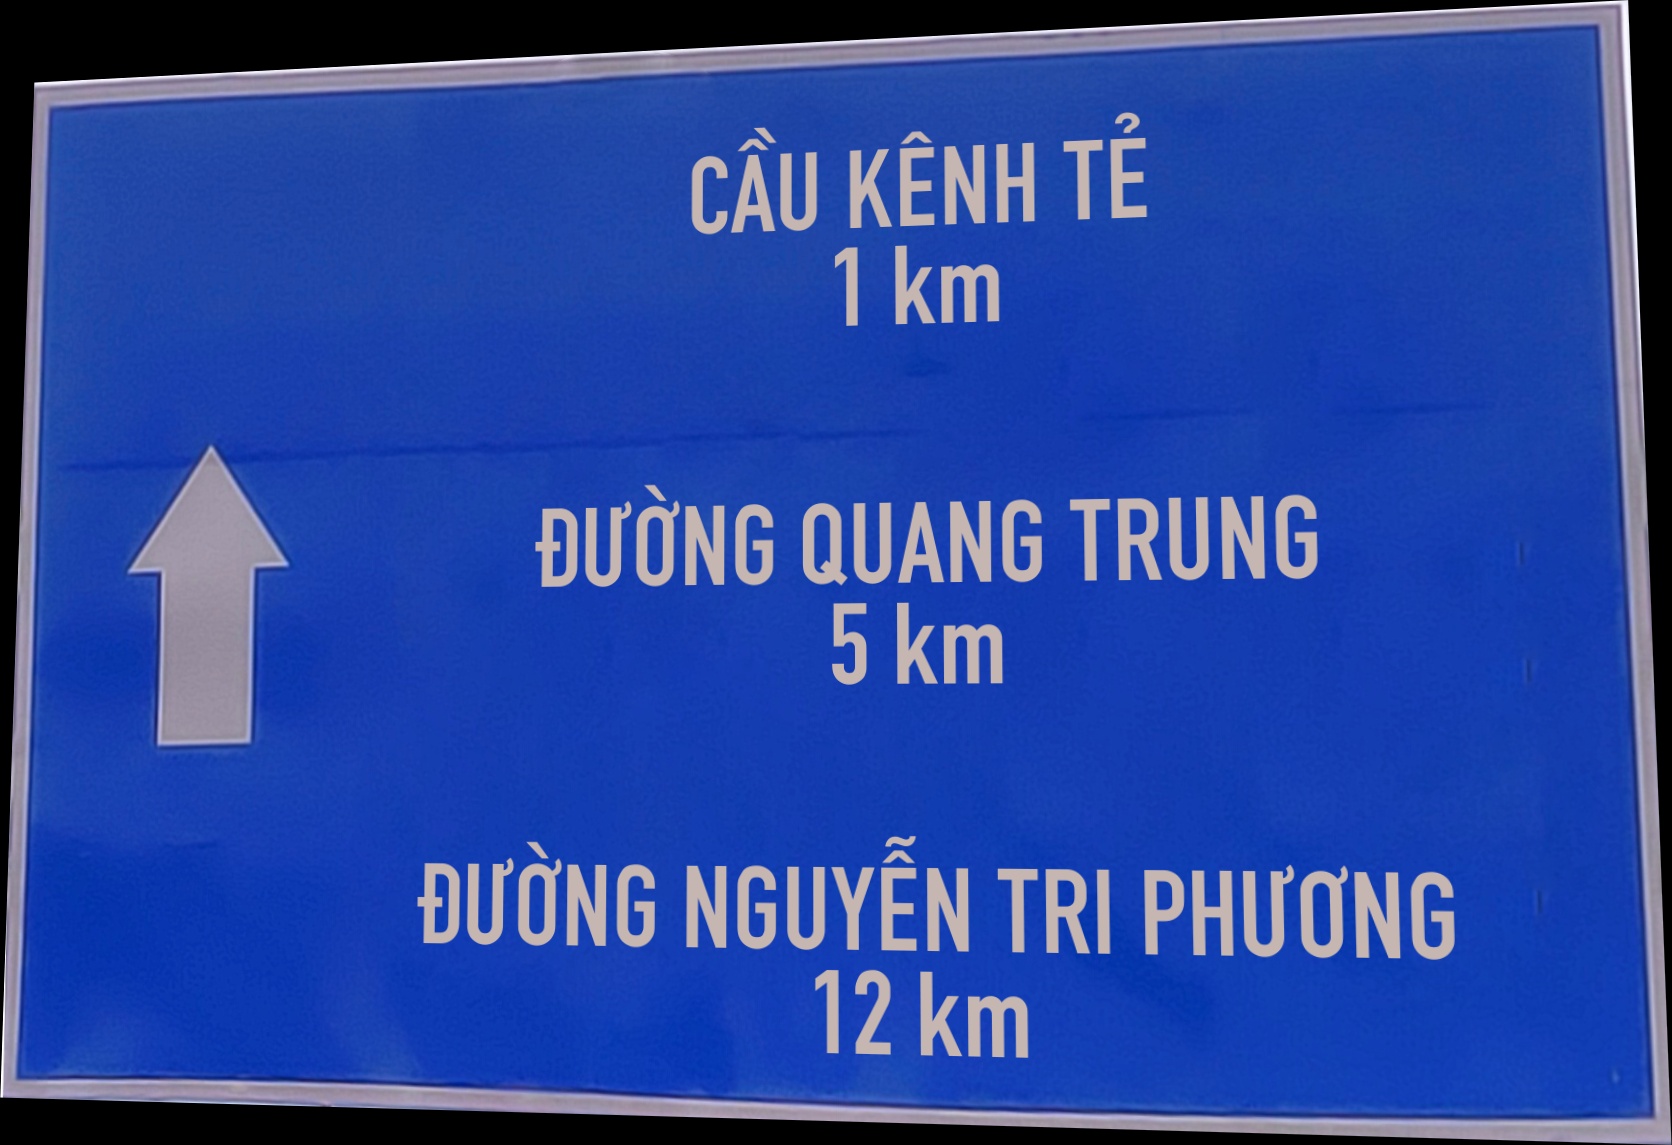 CẦU KÊNH TẺ
1 km
ĐƯỜNG QUANG TRUNG
5 km
ĐƯỜNG NGUYỄN TRI PHƯƠNG
12 km